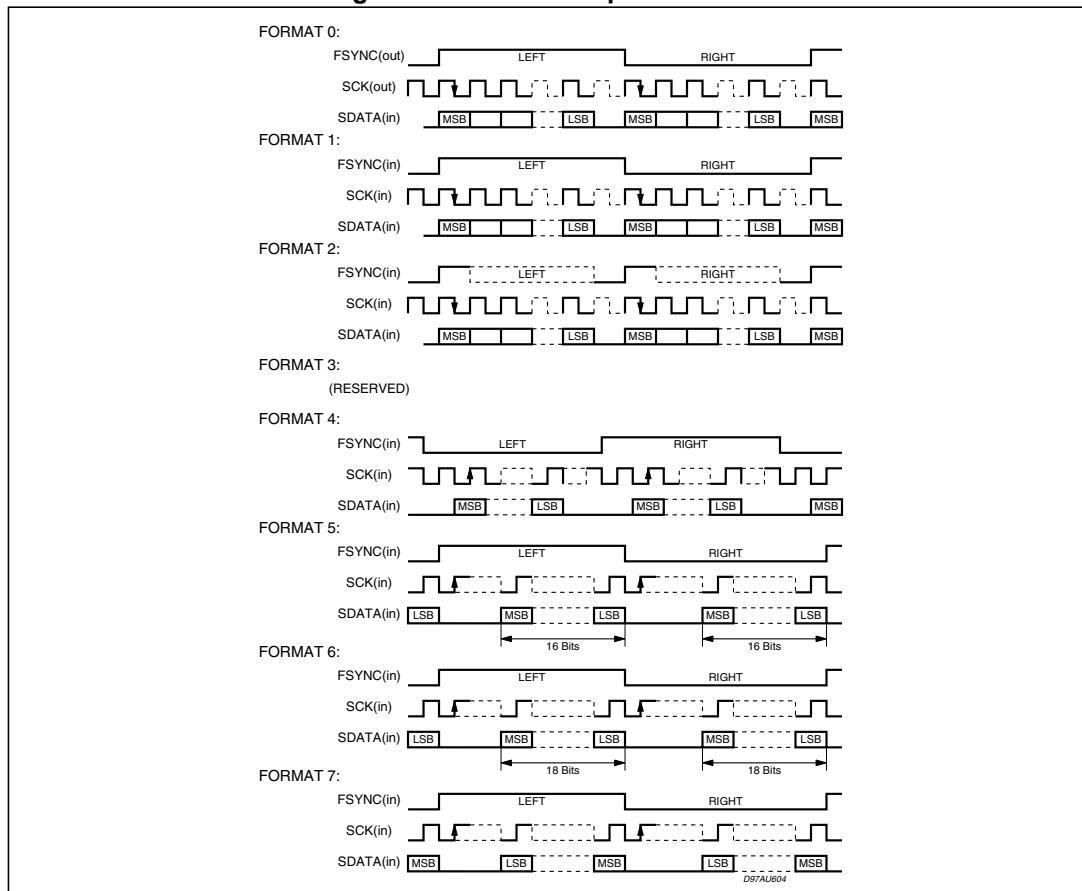 FORMAT 0:
FSYNC(out) LEFT RIGHT
SCK(out)
SDATA(in) MSB LSB MSB LSB MSB
FORMAT 1:
FSYNC(in) LEFT RIGHT
SCK(in)
SDATA(in) MSB LSB MSB LSB MSB
FORMAT 2:
FSYNC(in) LEFT RIGHT
SCK(in)
SDATA(in) MSB LSB MSB LSB MSB
FORMAT 3:
(RESERVED)
FORMAT 4:
FSYNC(in) LEFT RIGHT
SCK(in)
SDATA(in) MSB LSB MSB LSB MSB
FORMAT 5:
FSYNC(in) LEFT RIGHT
SCK(in)
SDATA(in) LSB MSB LSB MSB LSB
16 Bits 16 Bits
FORMAT 6:
FSYNC(in) LEFT RIGHT
SCK(in)
SDATA(in) LSB MSB LSB MSB LSB
18 Bits 18 Bits
FORMAT 7:
FSYNC(in) LEFT RIGHT
SCK(in)
SDATA(in) MSB LSB MSB LSB MSB
D97AU604